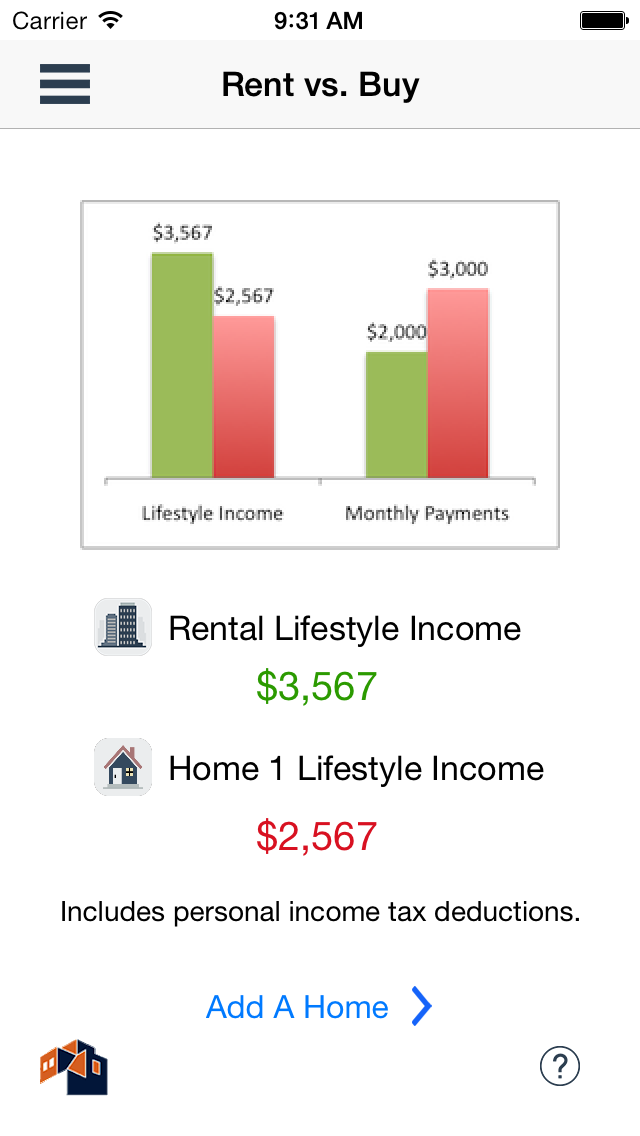 Carrier 9:31 AM
Rent vs. Buy
$3,567
$2,567
$2,000
$3,000
Lifestyle Income
Monthly Payments
Rental Lifestyle Income
$3,567
Home 1 Lifestyle Income
$2,567
Includes personal income tax deductions.
Add A Home
?